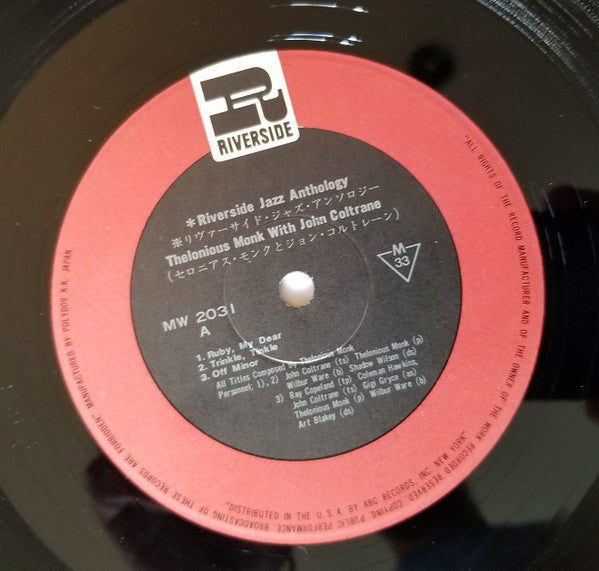 R
RIVERSIDE
*Riverside Jazz Anthology
※リヴァーサイド・ジャズ・アンソロジー
Thelonious Monk With John Coltrane
(セロニアス・モンクとジョン・コルトレーン)
M
33
MW 2031
A
1. Ruby, My Dear
2. Trinkle, Tinkle
3. Off Minor
All Titles Composed by Thelonious Monk
Personnel, 1), 2) John Coltrane (ts) Thelonious Monk (p)
Wilbur Ware (b) Shadow Wilson (ds)
3) Ray Copeland (tp) Coleman Hawkins,
John Coltrane (ts) Gigi Gryce (as)
Thelonious Monk (p) Wilbur Ware (b)
Art Blakey (ds)
"ALL RIGHTS OF THE RECORD MANUFACTURER AND OF THE OWNER OF THE WORK RECORDED RESERVED. COPYING, PUBLIC PERFORMANCE, BROADCASTING OF THESE RECORDS ARE FORBIDDEN" MANUFACTURED BY POLYDOR K.K. JAPAN
"DISTRIBUTED IN THE U.S.A. BY ABC RECORDS, INC. NEW YORK"